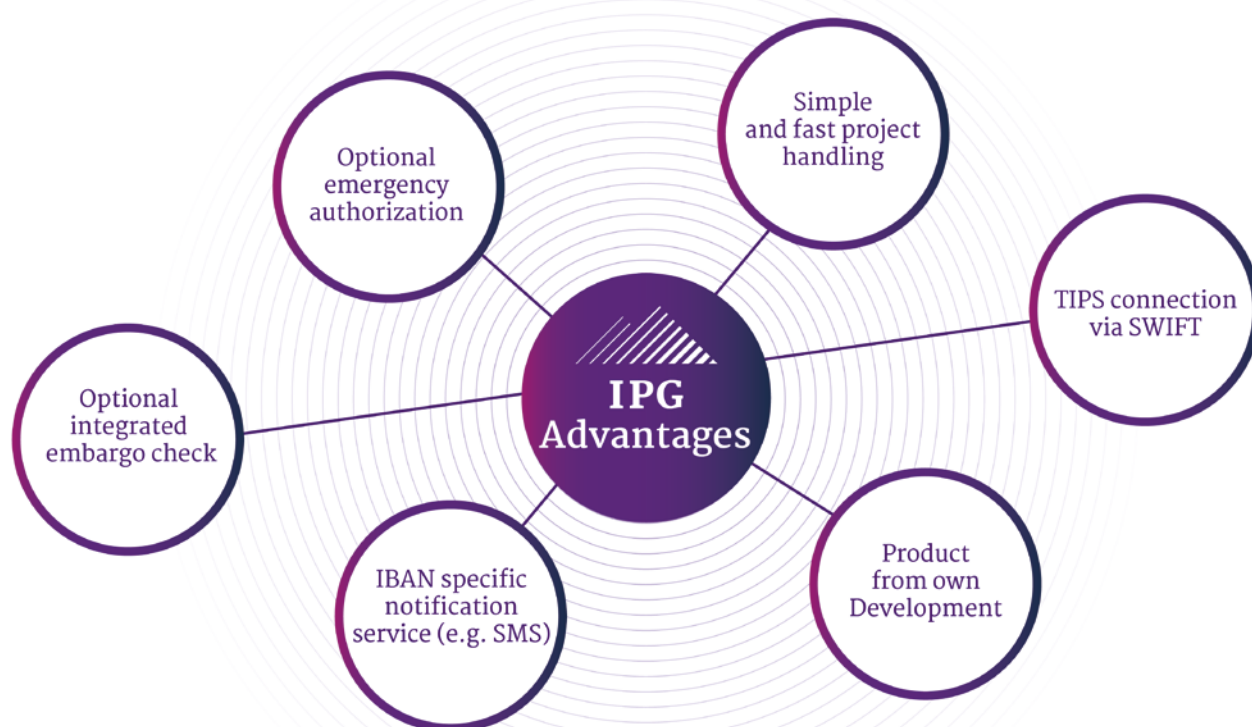 Simple
and fast project
handling
Optional
emergency
authorization
TIPS connection
via SWIFT
IPG
Advantages
Optional
integrated
embargo check
Product
from own
Development
IBAN specific
notification
service (e.g. SMS)